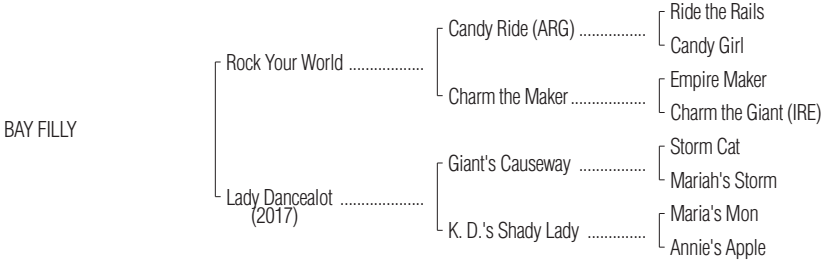 Ride the Rails
Candy Ride (ARG) ................
Candy Girl
Rock Your World ..................
Empire Maker
Charm the Maker ..................
Charm the Giant (IRE)
BAY FILLY
Storm Cat
Giant's Causeway ................
Mariah's Storm
Lady Dancealot ....................
(2017)
Maria's Mon
K. D.'s Shady Lady ..............
Annie's Apple